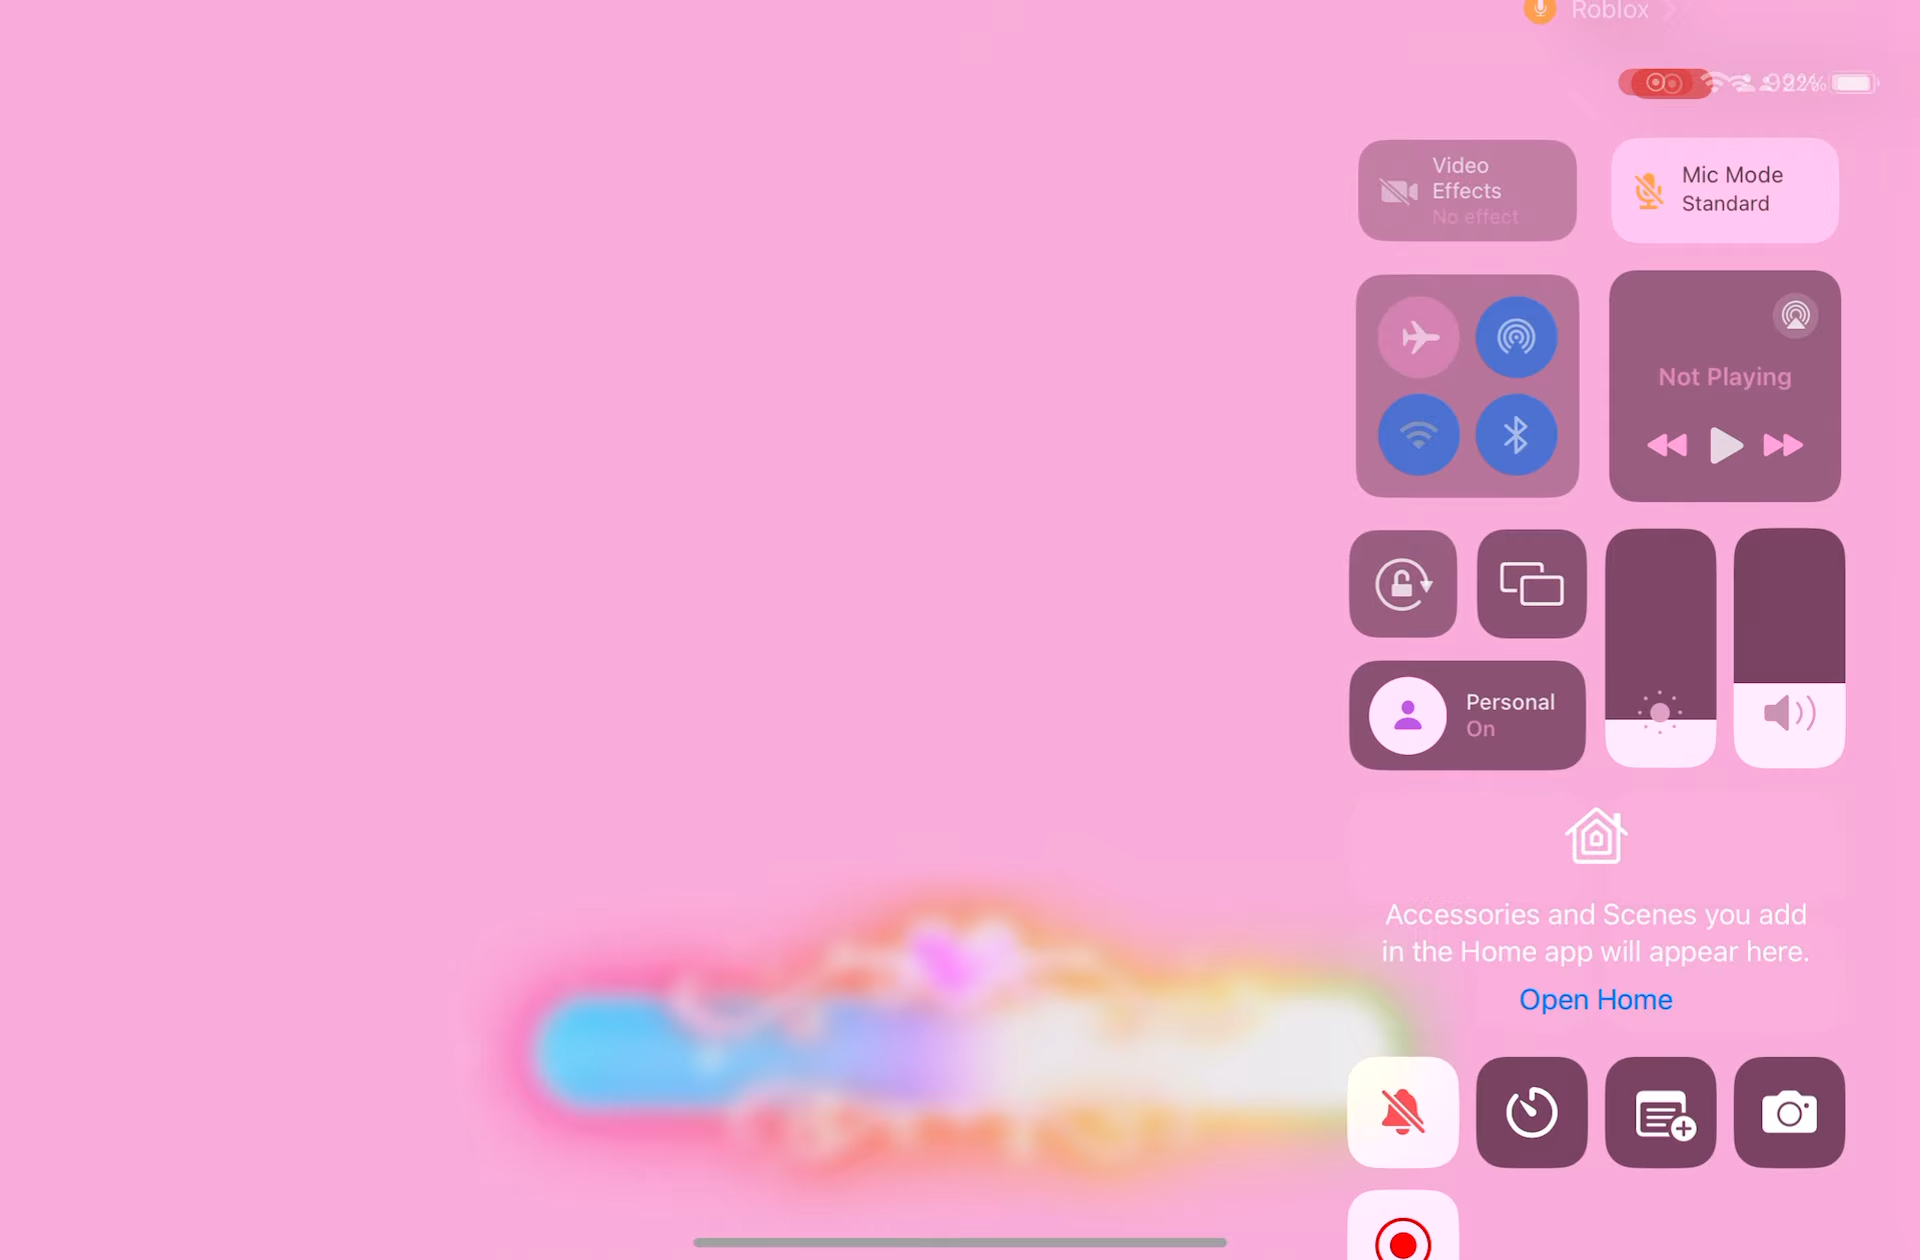 Roblox
Video
Effects
No effect
Mic Mode
Standard
Not Playing
Personal
On
Accessories and Scenes you add
in the Home app will appear here.
Open Home